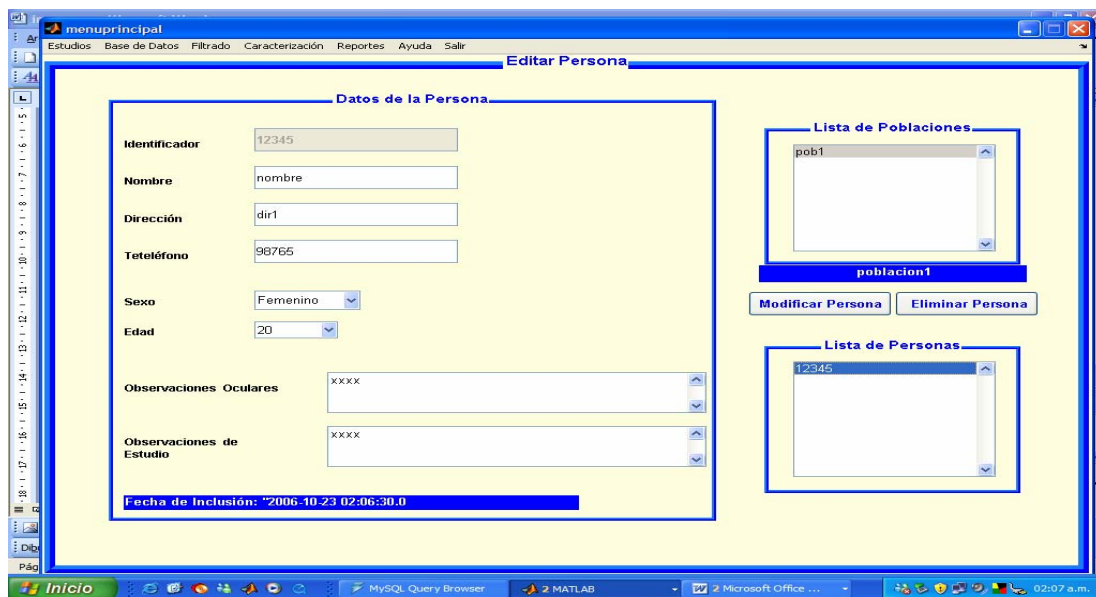 menuprincipal
Estudios Base de Datos Filtrado Caracterización Reportes Ayuda Salir
Editar Persona
Datos de la Persona
Identificador 12345
Nombre nombre
Dirección dir1
Teteléfono 98765
Sexo Femenino
Edad 20
Observaciones Oculares xxxx
Observaciones de
Estudio
xxxx
Fecha de Inclusión: "2006-10-23 02:06:30.0
Lista de Poblaciones
pob1
poblacion1
Modificar Persona Eliminar Persona
Lista de Personas
12345
Pág
Inicio MySQL Query Browser 2 MATLAB 2 Microsoft Office ... 02:07 a.m.